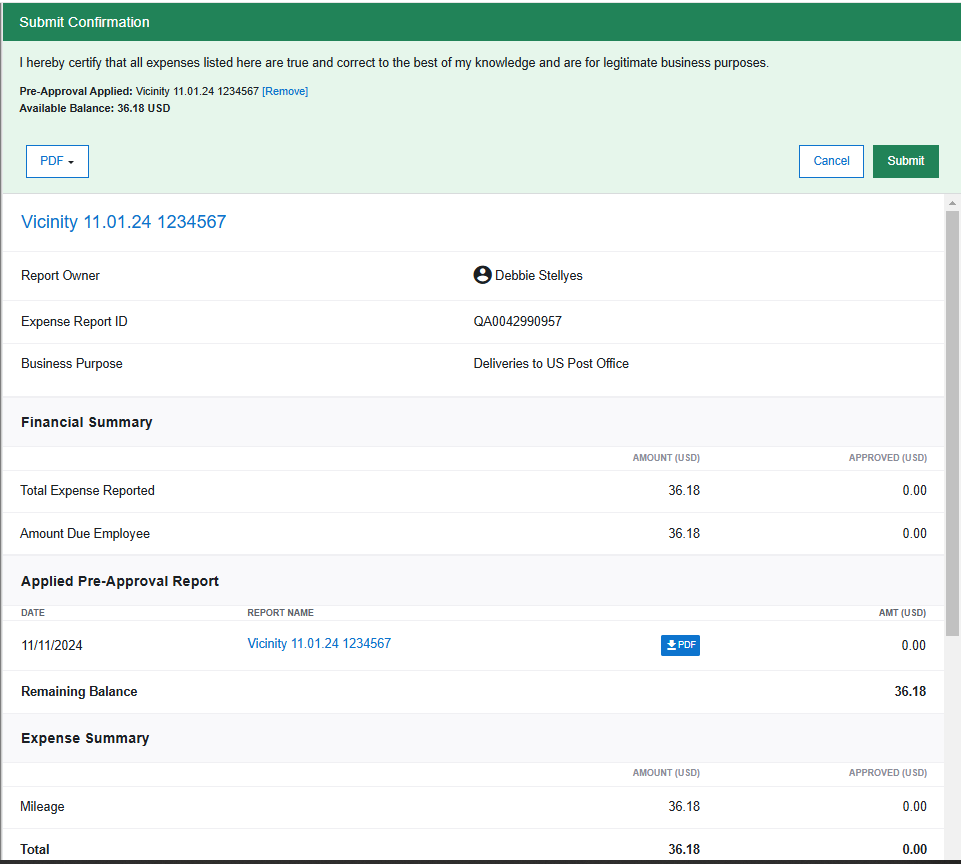 Submit Confirmation
I hereby certify that all expenses listed here are true and correct to the best of my knowledge and are for legitimate business purposes.
Pre-Approval Applied: Vicinity 11.01.24 1234567 [Remove]
Available Balance: 36.18 USD
PDF Cancel Submit
Vicinity 11.01.24 1234567
Report Owner Debbie Stellyes
Expense Report ID QA0042990957
Business Purpose Deliveries to US Post Office
Financial Summary
AMOUNT (USD) APPROVED (USD)
Total Expense Reported 36.18 0.00
Amount Due Employee 36.18 0.00
Applied Pre-Approval Report
DATE REPORT NAME AMT (USD)
11/11/2024 Vicinity 11.01.24 1234567 PDF 0.00
Remaining Balance 36.18
Expense Summary
AMOUNT (USD) APPROVED (USD)
Mileage 36.18 0.00
Total 36.18 0.00